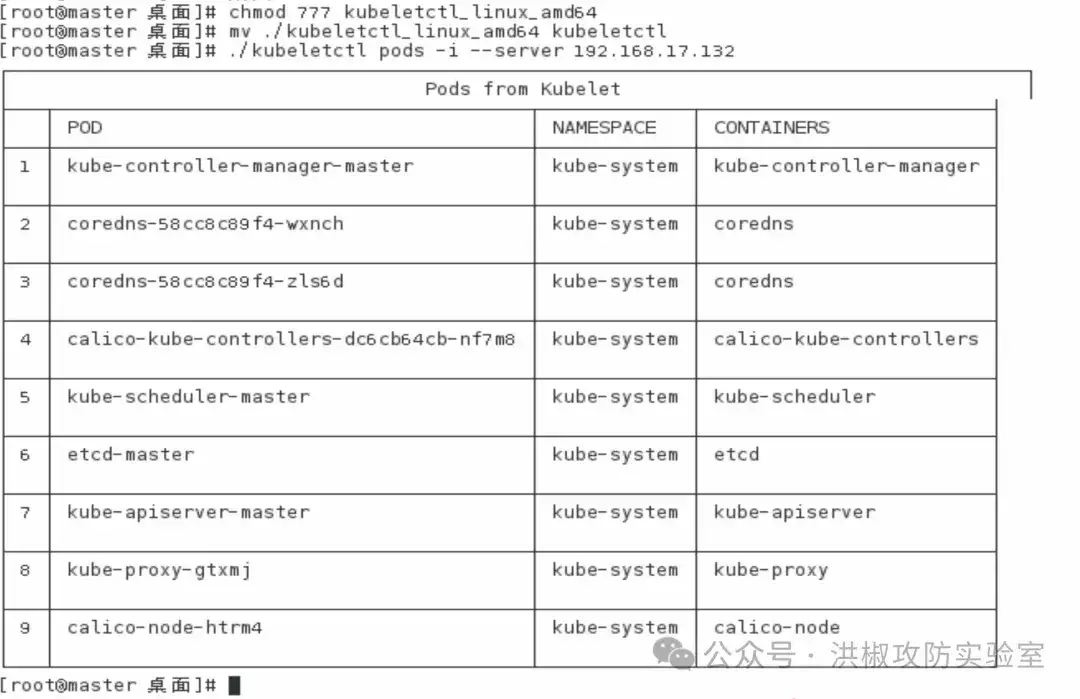 [root@master 桌面]# chmod 777 kubeletctl_linux_amd64
[root@master 桌面]# mv ./kubeletctl_linux_amd64 kubeletctl
[root@master 桌面]# ./kubeletctl pods -i --server 192.168.17.132
Pods from Kubelet
POD NAMESPACE CONTAINERS
1 kube-controller-manager-master kube-system kube-controller-manager
2 coredns-58cc8c89f4-wxnch kube-system coredns
3 coredns-58cc8c89f4-zls6d kube-system coredns
4 calico-kube-controllers-dc6cb64cb-nf7m8 kube-system calico-kube-controllers
5 kube-scheduler-master kube-system kube-scheduler
6 etcd-master kube-system etcd
7 kube-apiserver-master kube-system kube-apiserver
8 kube-proxy-gtxmj kube-system kube-proxy
9 calico-node-htrm4 kube-system calico-node
公众号 · 洪椒攻防实验室
[root@master 桌面]#